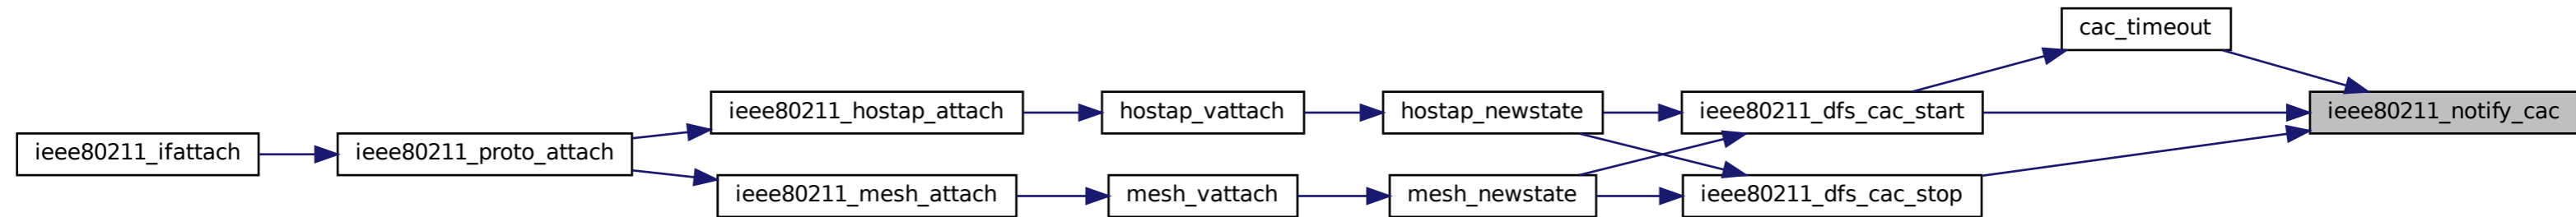 cac_timeout
ieee80211_hostap_attach
hostap_vattach
hostap_newstate
ieee80211_dfs_cac_start
ieee80211_notify_cac
ieee80211_ifattach
ieee80211_proto_attach
ieee80211_mesh_attach
mesh_vattach
mesh_newstate
ieee80211_dfs_cac_stop